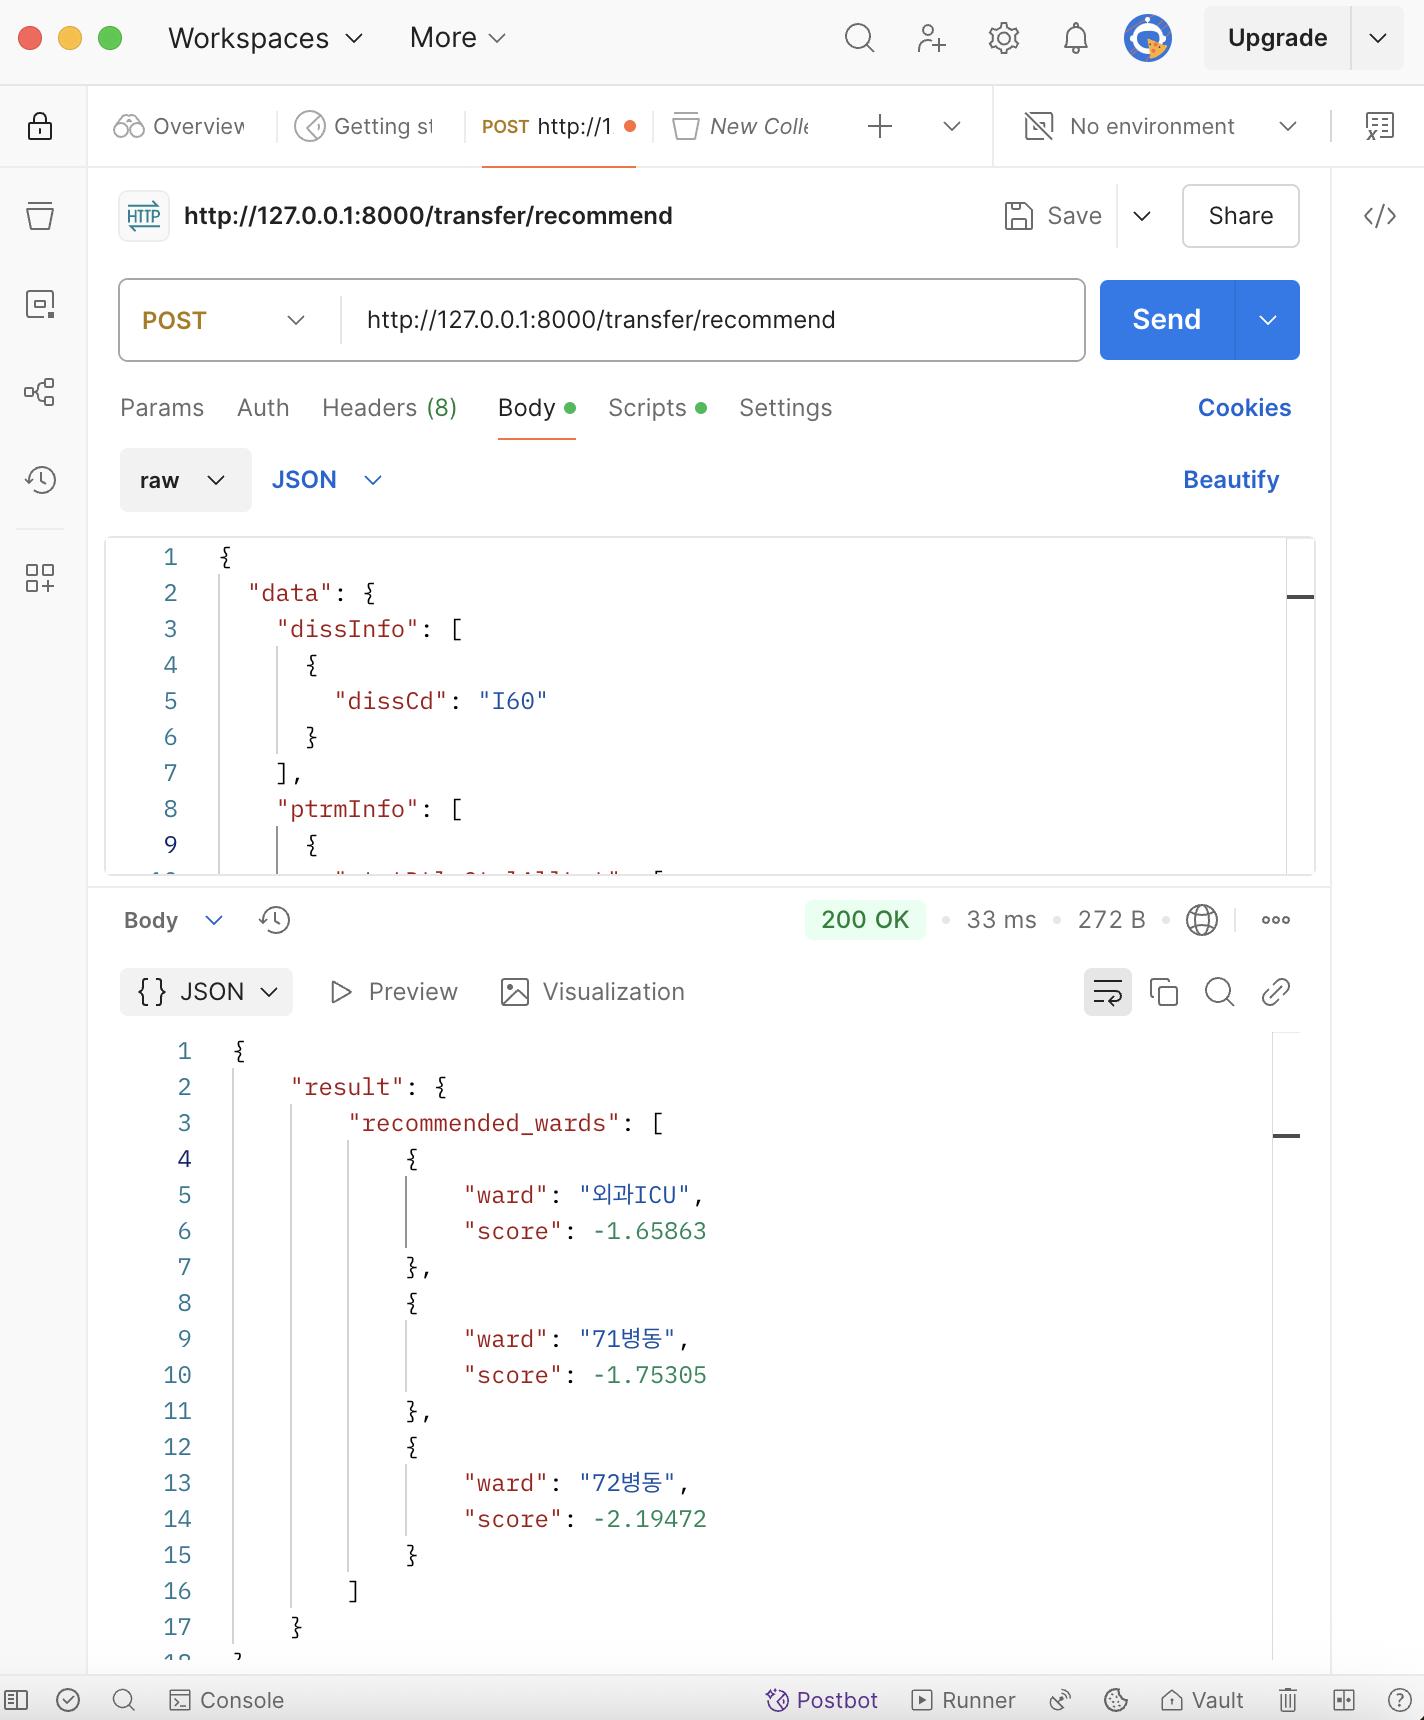 Workspaces More Upgrade
Overview Getting st POST http://1 New Colle No environment
HTTP http://127.0.0.1:8000/transfer/recommend Save Share
POST http://127.0.0.1:8000/transfer/recommend Send
Params Auth Headers (8) Body Scripts Settings Cookies
raw JSON Beautify
1 {
2 "data": {
3 "dissInfo": [
4 {
5 "dissCd": "I60"
6 }
7 ],
8 "ptrmInfo": [
9 {
Body 200 OK 33 ms 272 B
{} JSON Preview Visualization
1 {
2 "result": {
3 "recommended_wards": [
4 {
5 "ward": "외과ICU",
6 "score": -1.65863
7 },
8 {
9 "ward": "71병동",
10 "score": -1.75305
11 },
12 {
13 "ward": "72병동",
14 "score": -2.19472
15 }
16 ]
17 }
Console Postbot Runner Vault